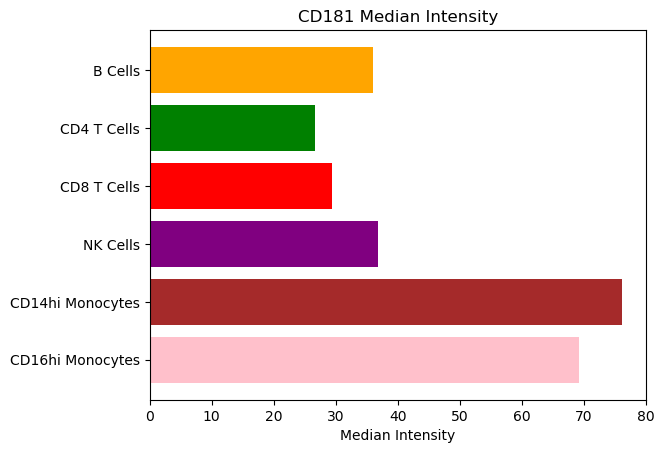 CD181 Median Intensity
B Cells
CD4 T Cells
CD8 T Cells
NK Cells
CD14hi Monocytes
CD16hi Monocytes
0 10 20 30 40 50 60 70 80
Median Intensity